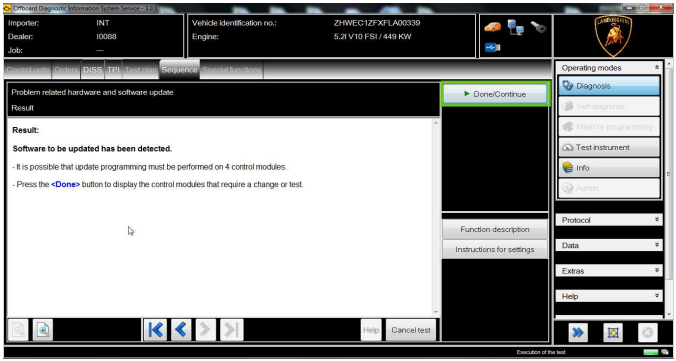 Offboard Diagnostic Information System Service - 3.0.1
Importer: INT
Dealer: I0088
Job: ---
Vehicle identification no.: ZHWEC1ZFXFLA00339
Engine: 5.2l V10 FSI / 449 KW
LAMBORGHINI
Control units Orders DISS TPI Test plan Sequence Special functions
Problem related hardware and software update
Result
Result:
Software to be updated has been detected.
- It is possible that update programming must be performed on 4 control modules.
- Press the <Done> button to display the control modules that require a change or test.
Done/Continue
Function description
Instructions for settings
Help
Cancel test
Operating modes
Diagnosis
Self-diagnosis
Flash re-programming
Test instrument
Info
Admin
Protocol
Data
Extras
Help
Execution of the test